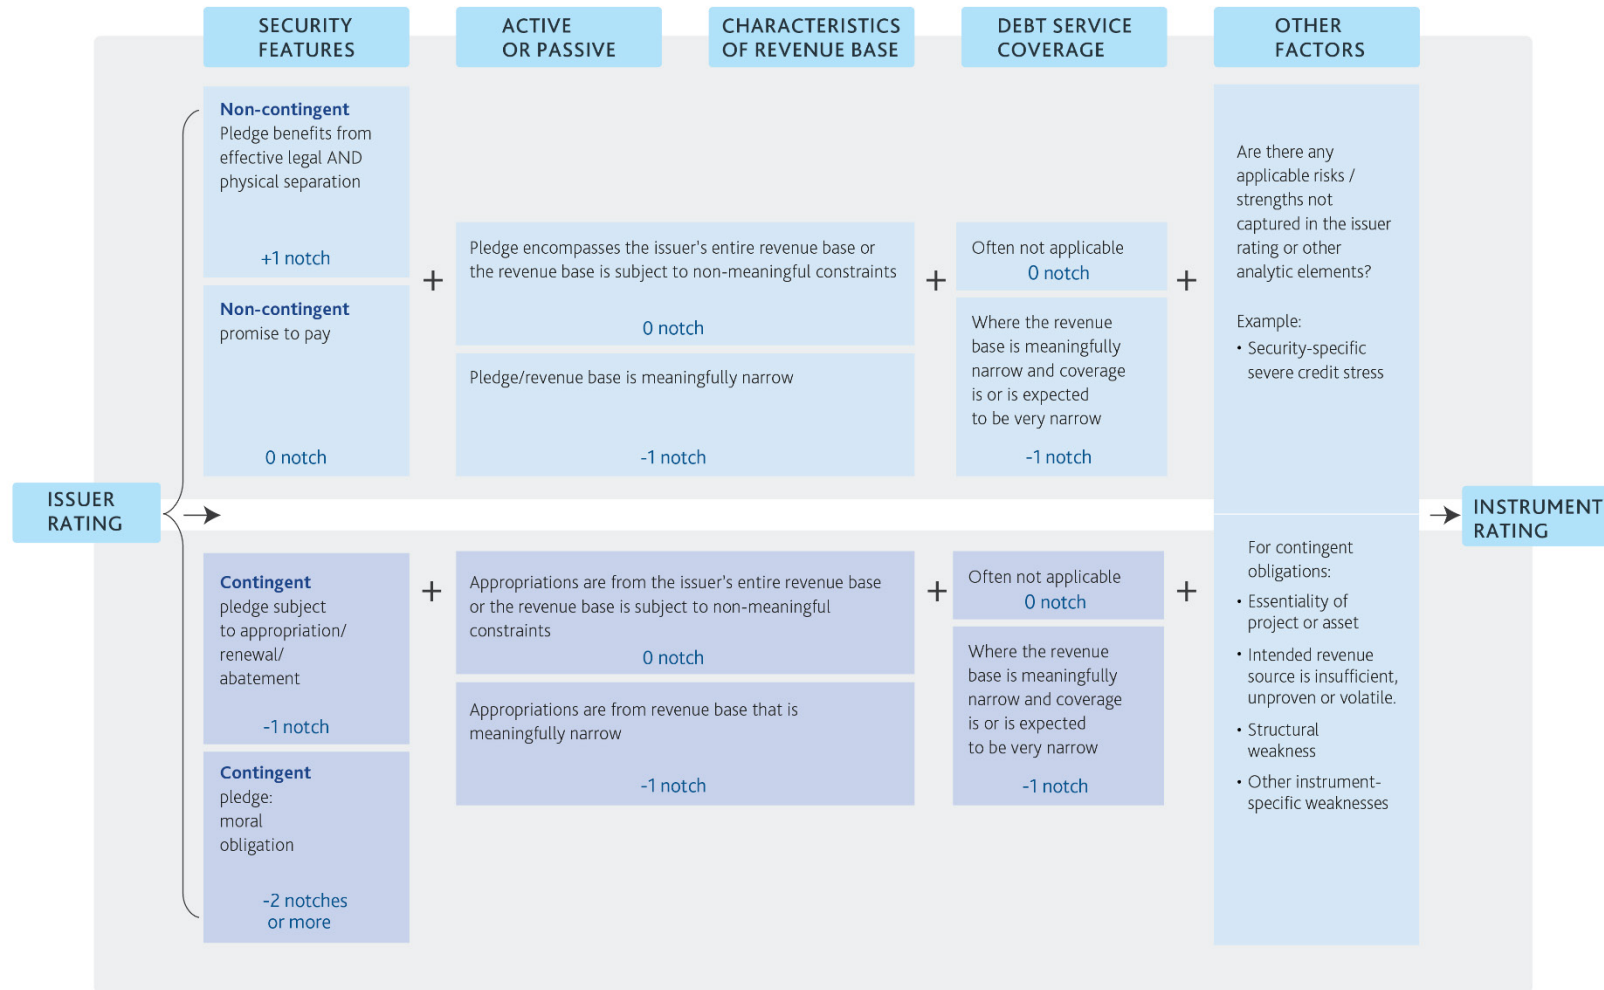 SECURITY
FEATURES
ACTIVE
OR PASSIVE
CHARACTERISTICS
OF REVENUE BASE
DEBT SERVICE
COVERAGE
OTHER
FACTORS
ISSUER
RATING
Non-contingent
Pledge benefits from
effective legal AND
physical separation
+1 notch
Non-contingent
promise to pay
0 notch
+
Pledge encompasses the issuer's entire revenue base or
the revenue base is subject to non-meaningful constraints
0 notch
Pledge/revenue base is meaningfully narrow
-1 notch
+
Often not applicable
0 notch
Where the revenue
base is meaningfully
narrow and coverage
is or is expected
to be very narrow
-1 notch
+
Are there any
applicable risks /
strengths not
captured in the issuer
rating or other
analytic elements?
Example:
• Security-specific
severe credit stress
Contingent
pledge subject
to appropriation/
renewal/
abatement
-1 notch
Contingent
pledge:
moral
obligation
-2 notches
or more
+
Appropriations are from the issuer's entire revenue base
or the revenue base is subject to non-meaningful
constraints
0 notch
Appropriations are from revenue base that is
meaningfully narrow
-1 notch
+
Often not applicable
0 notch
Where the revenue
base is meaningfully
narrow and coverage
is or is expected
to be very narrow
-1 notch
+
For contingent
obligations:
• Essentiality of
project or asset
• Intended revenue
source is insufficient,
unproven or volatile.
• Structural
weakness
• Other instrument-
specific weaknesses
INSTRUMENT
RATING